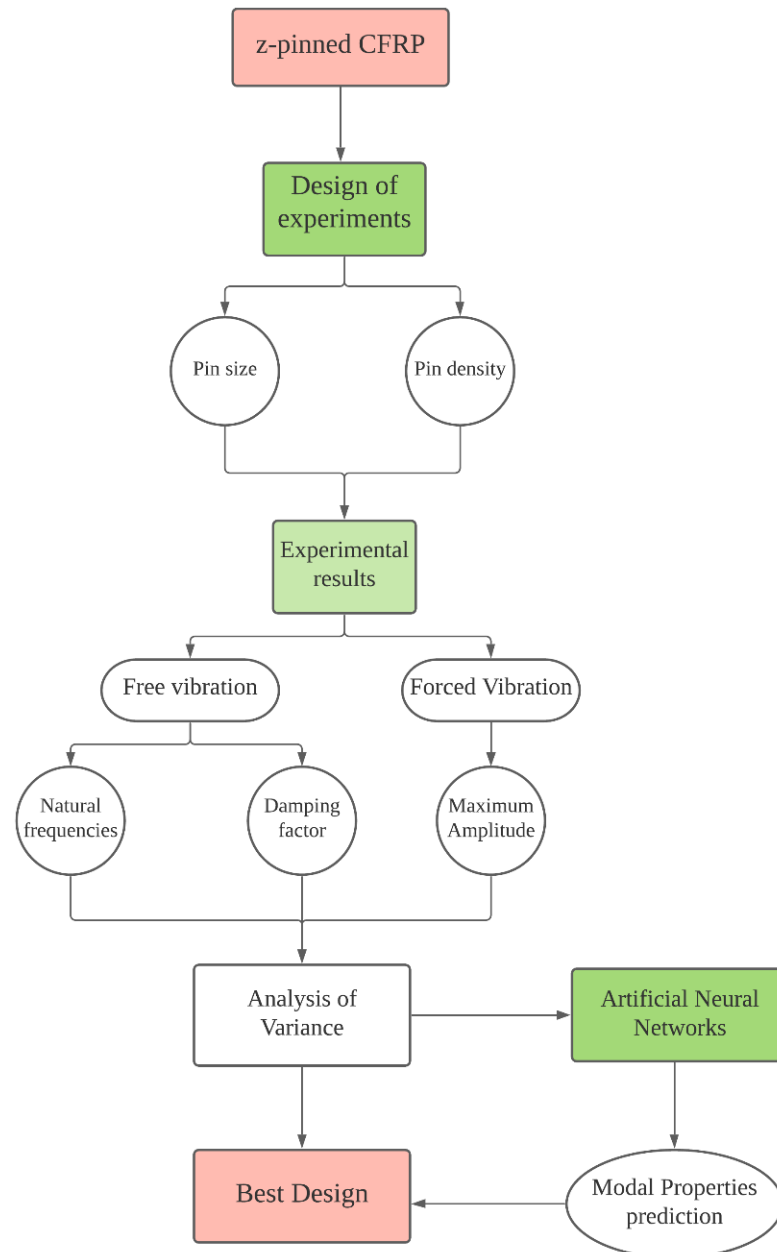 z-pinned CFRP
Design of
experiments
Pin size
Pin density
Experimental
results
Free vibration
Forced Vibration
Natural
frequencies
Damping
factor
Maximum
Amplitude
Analysis of
Variance
Artificial Neural
Networks
Best Design
Modal Properties
prediction